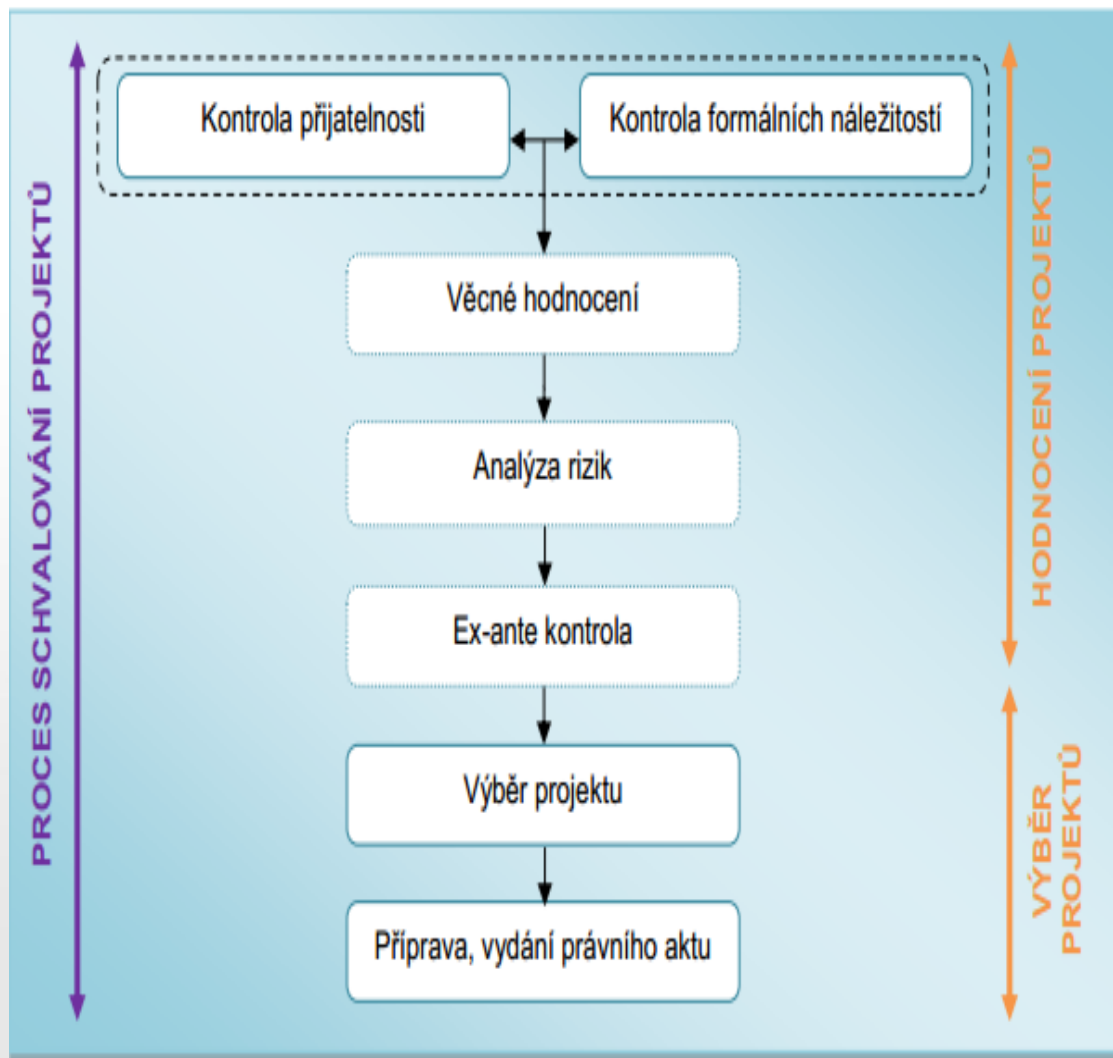 PROCES SCHVALOVÁNÍ PROJEKTŮ
Kontrola přijatelnosti
Kontrola formálních náležitostí
Věcné hodnocení
Analýza rizik
Ex-ante kontrola
Výběr projektu
Příprava, vydání právního aktu
HODNOCENÍ PROJEKTŮ
VÝBĚR
PROJEKTŮ